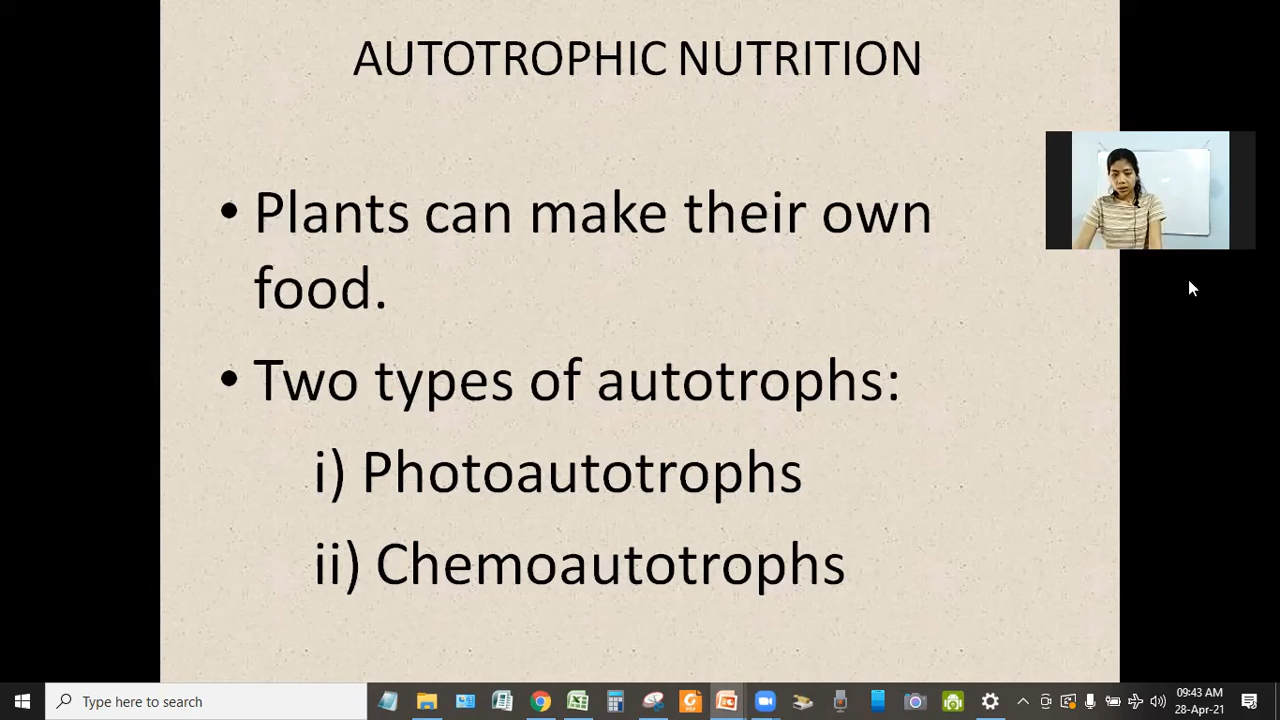 AUTOTROPHIC NUTRITION
• Plants can make their own
food.
• Two types of autotrophs:
i) Photoautotrophs
ii) Chemoautotrophs
Type here to search
09:43 AM
28-Apr-21